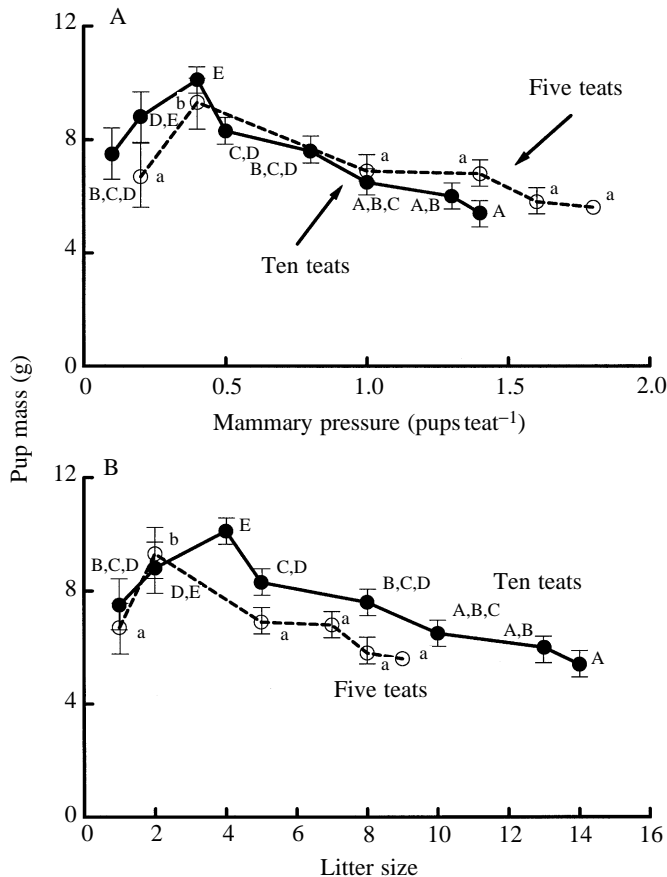 A
12
8
4
0
E
D,E
b
B,C,D
a
C,D
B,C,D
a
A,B,C
a
A,B
A
a
a
Five teats
Ten teats
0 0.5 1.0 1.5 2.0
Mammary pressure (pups teat⁻¹)
Pup mass (g)
B
12
8
4
0
B,C,D
b
E
C,D
D,E
a
B,C,D
Ten teats
A,B,C
a
a
A,B
A
a
a
Five teats
0 2 4 6 8 10 12 14 16
Litter size